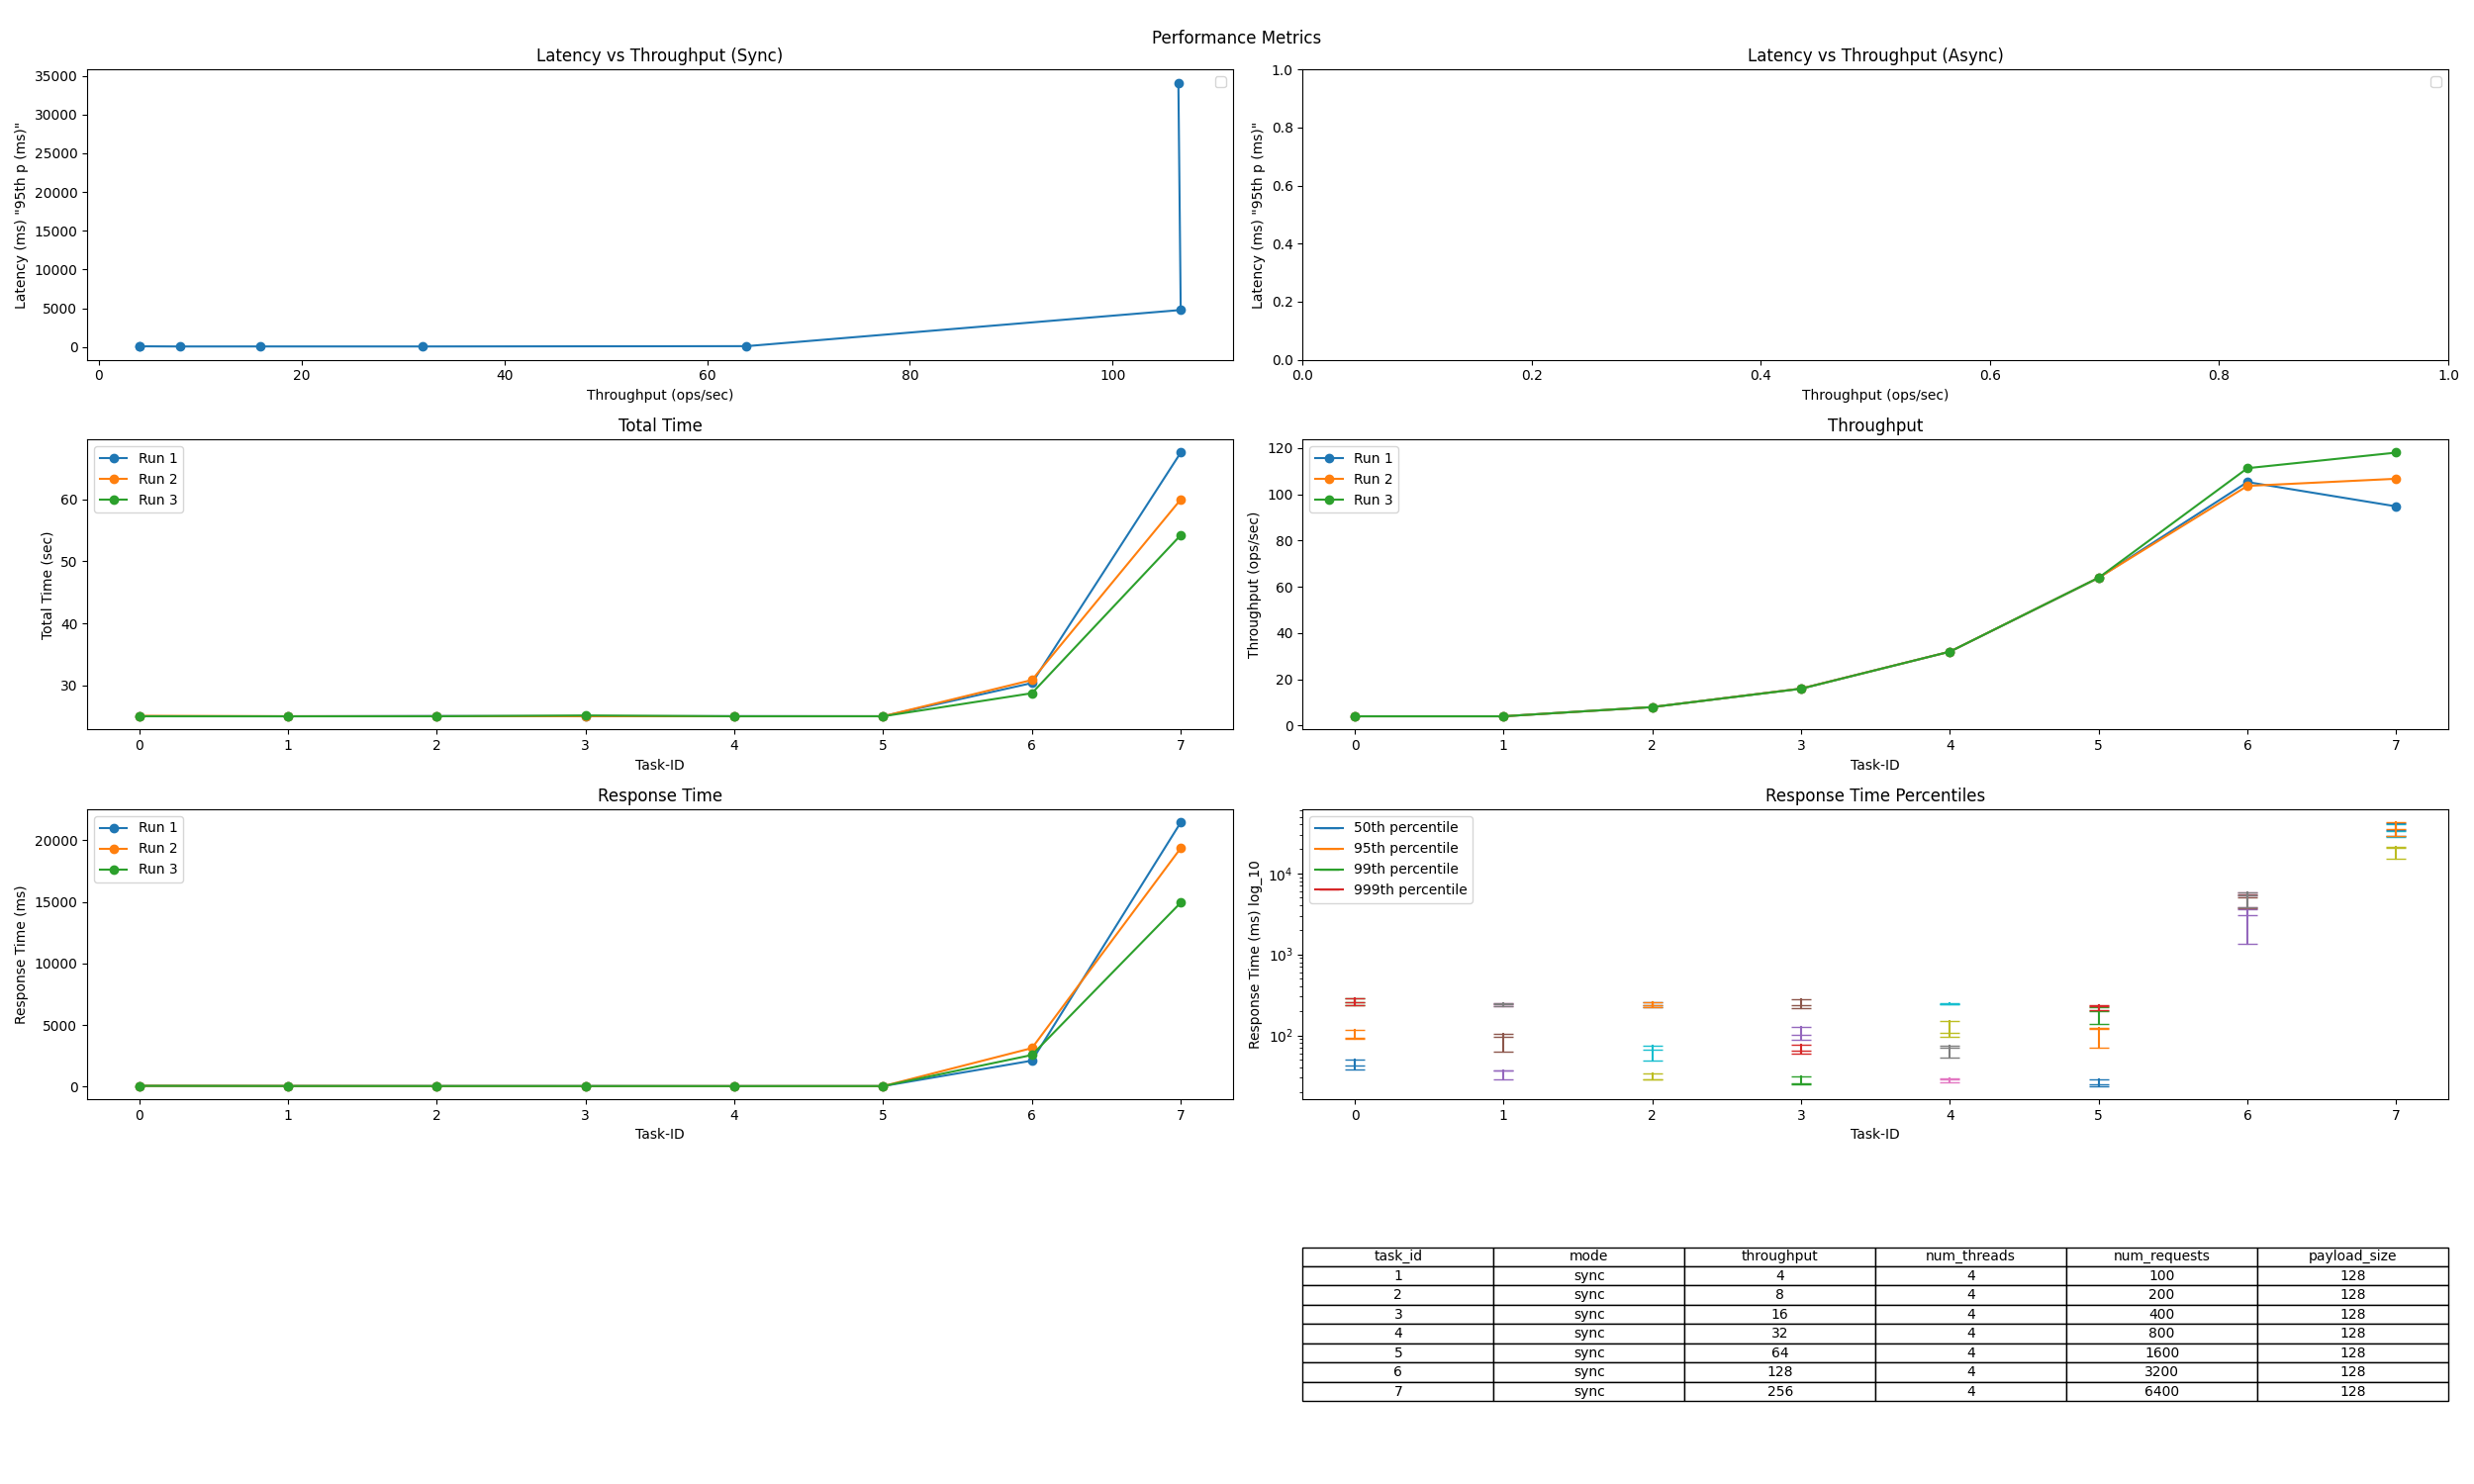 Performance Metrics
Latency vs Throughput (Sync)
Latency (ms) "95th p (ms)"
35000
30000
25000
20000
15000
10000
5000
0
0 20 40 60 80 100
Throughput (ops/sec)
Latency vs Throughput (Async)
Latency (ms) "95th p (ms)"
1.0
0.8
0.6
0.4
0.2
0.0
0.0 0.2 0.4 0.6 0.8 1.0
Throughput (ops/sec)
Total Time
Run 1
Run 2
Run 3
Total Time (sec)
60
50
40
30
0 1 2 3 4 5 6 7
Task-ID
Throughput
Run 1
Run 2
Run 3
Throughput (ops/sec)
120
100
80
60
40
20
0
0 1 2 3 4 5 6 7
Task-ID
Response Time
Run 1
Run 2
Run 3
Response Time (ms)
20000
15000
10000
5000
0
0 1 2 3 4 5 6 7
Task-ID
Response Time Percentiles
50th percentile
95th percentile
99th percentile
999th percentile
Response Time (ms) log_10
10⁴
10³
10²
0 1 2 3 4 5 6 7
Task-ID
task_id mode throughput num_threads num_requests payload_size
1 sync 4 4 100 128
2 sync 8 4 200 128
3 sync 16 4 400 128
4 sync 32 4 800 128
5 sync 64 4 1600 128
6 sync 128 4 3200 128
7 sync 256 4 6400 128